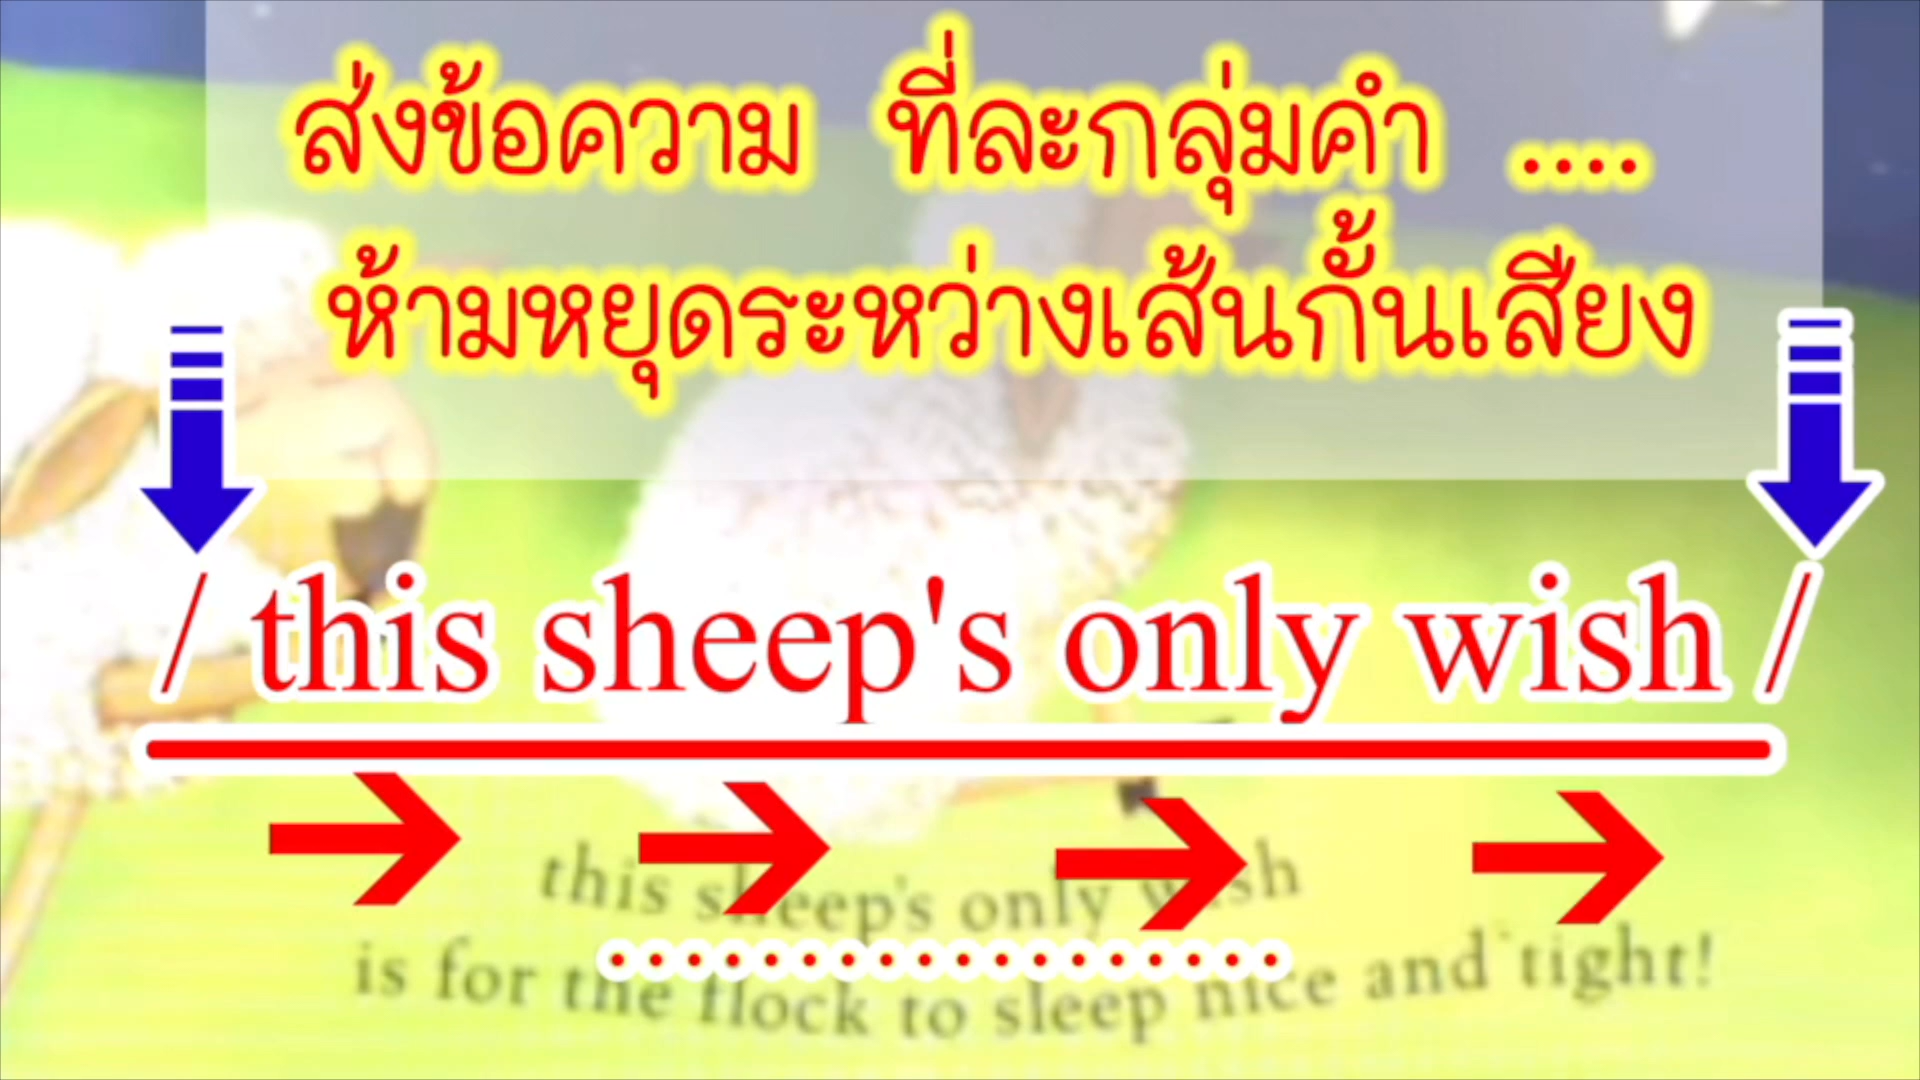 ส่งข้อความ ที่ละกลุ่มคำ ....
ห้ามหยุดระหว่างเส้นกั้นเสียง
/ this sheep's only wish /
this sheep's only wish
is for the flock to sleep nice and tight!